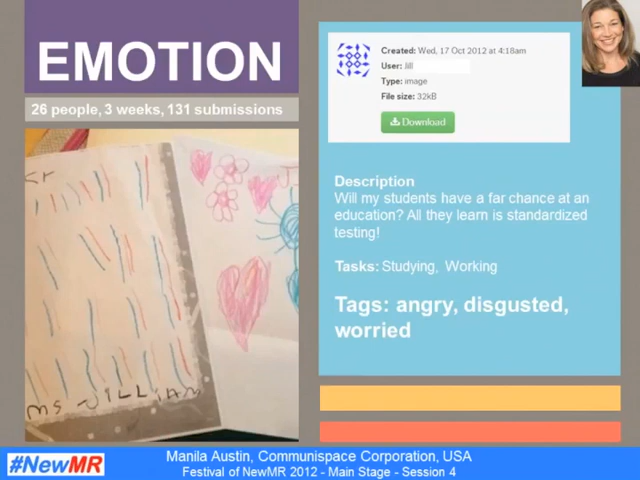 EMOTION
26 people, 3 weeks, 131 submissions
MS JILLIAN
Created: Wed, 17 Oct 2012 at 4:18am
User: Jill
Type: image
File size: 32kB
Download
Description
Will my students have a far chance at an
education? All they learn is standardized
testing!
Tasks: Studying, Working
Tags: angry, disgusted,
worried
#NewMR
Manila Austin, Communispace Corporation, USA
Festival of NewMR 2012 - Main Stage - Session 4